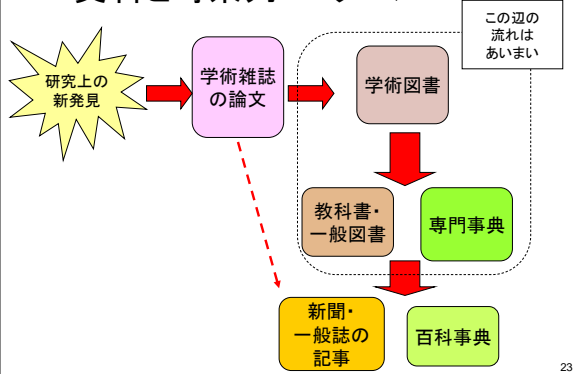 この辺の
流れは
あいまい
研究上の
新発見
学術雑誌
の論文
学術図書
教科書・
一般図書
専門事典
新聞・
一般誌の
記事
百科事典
23